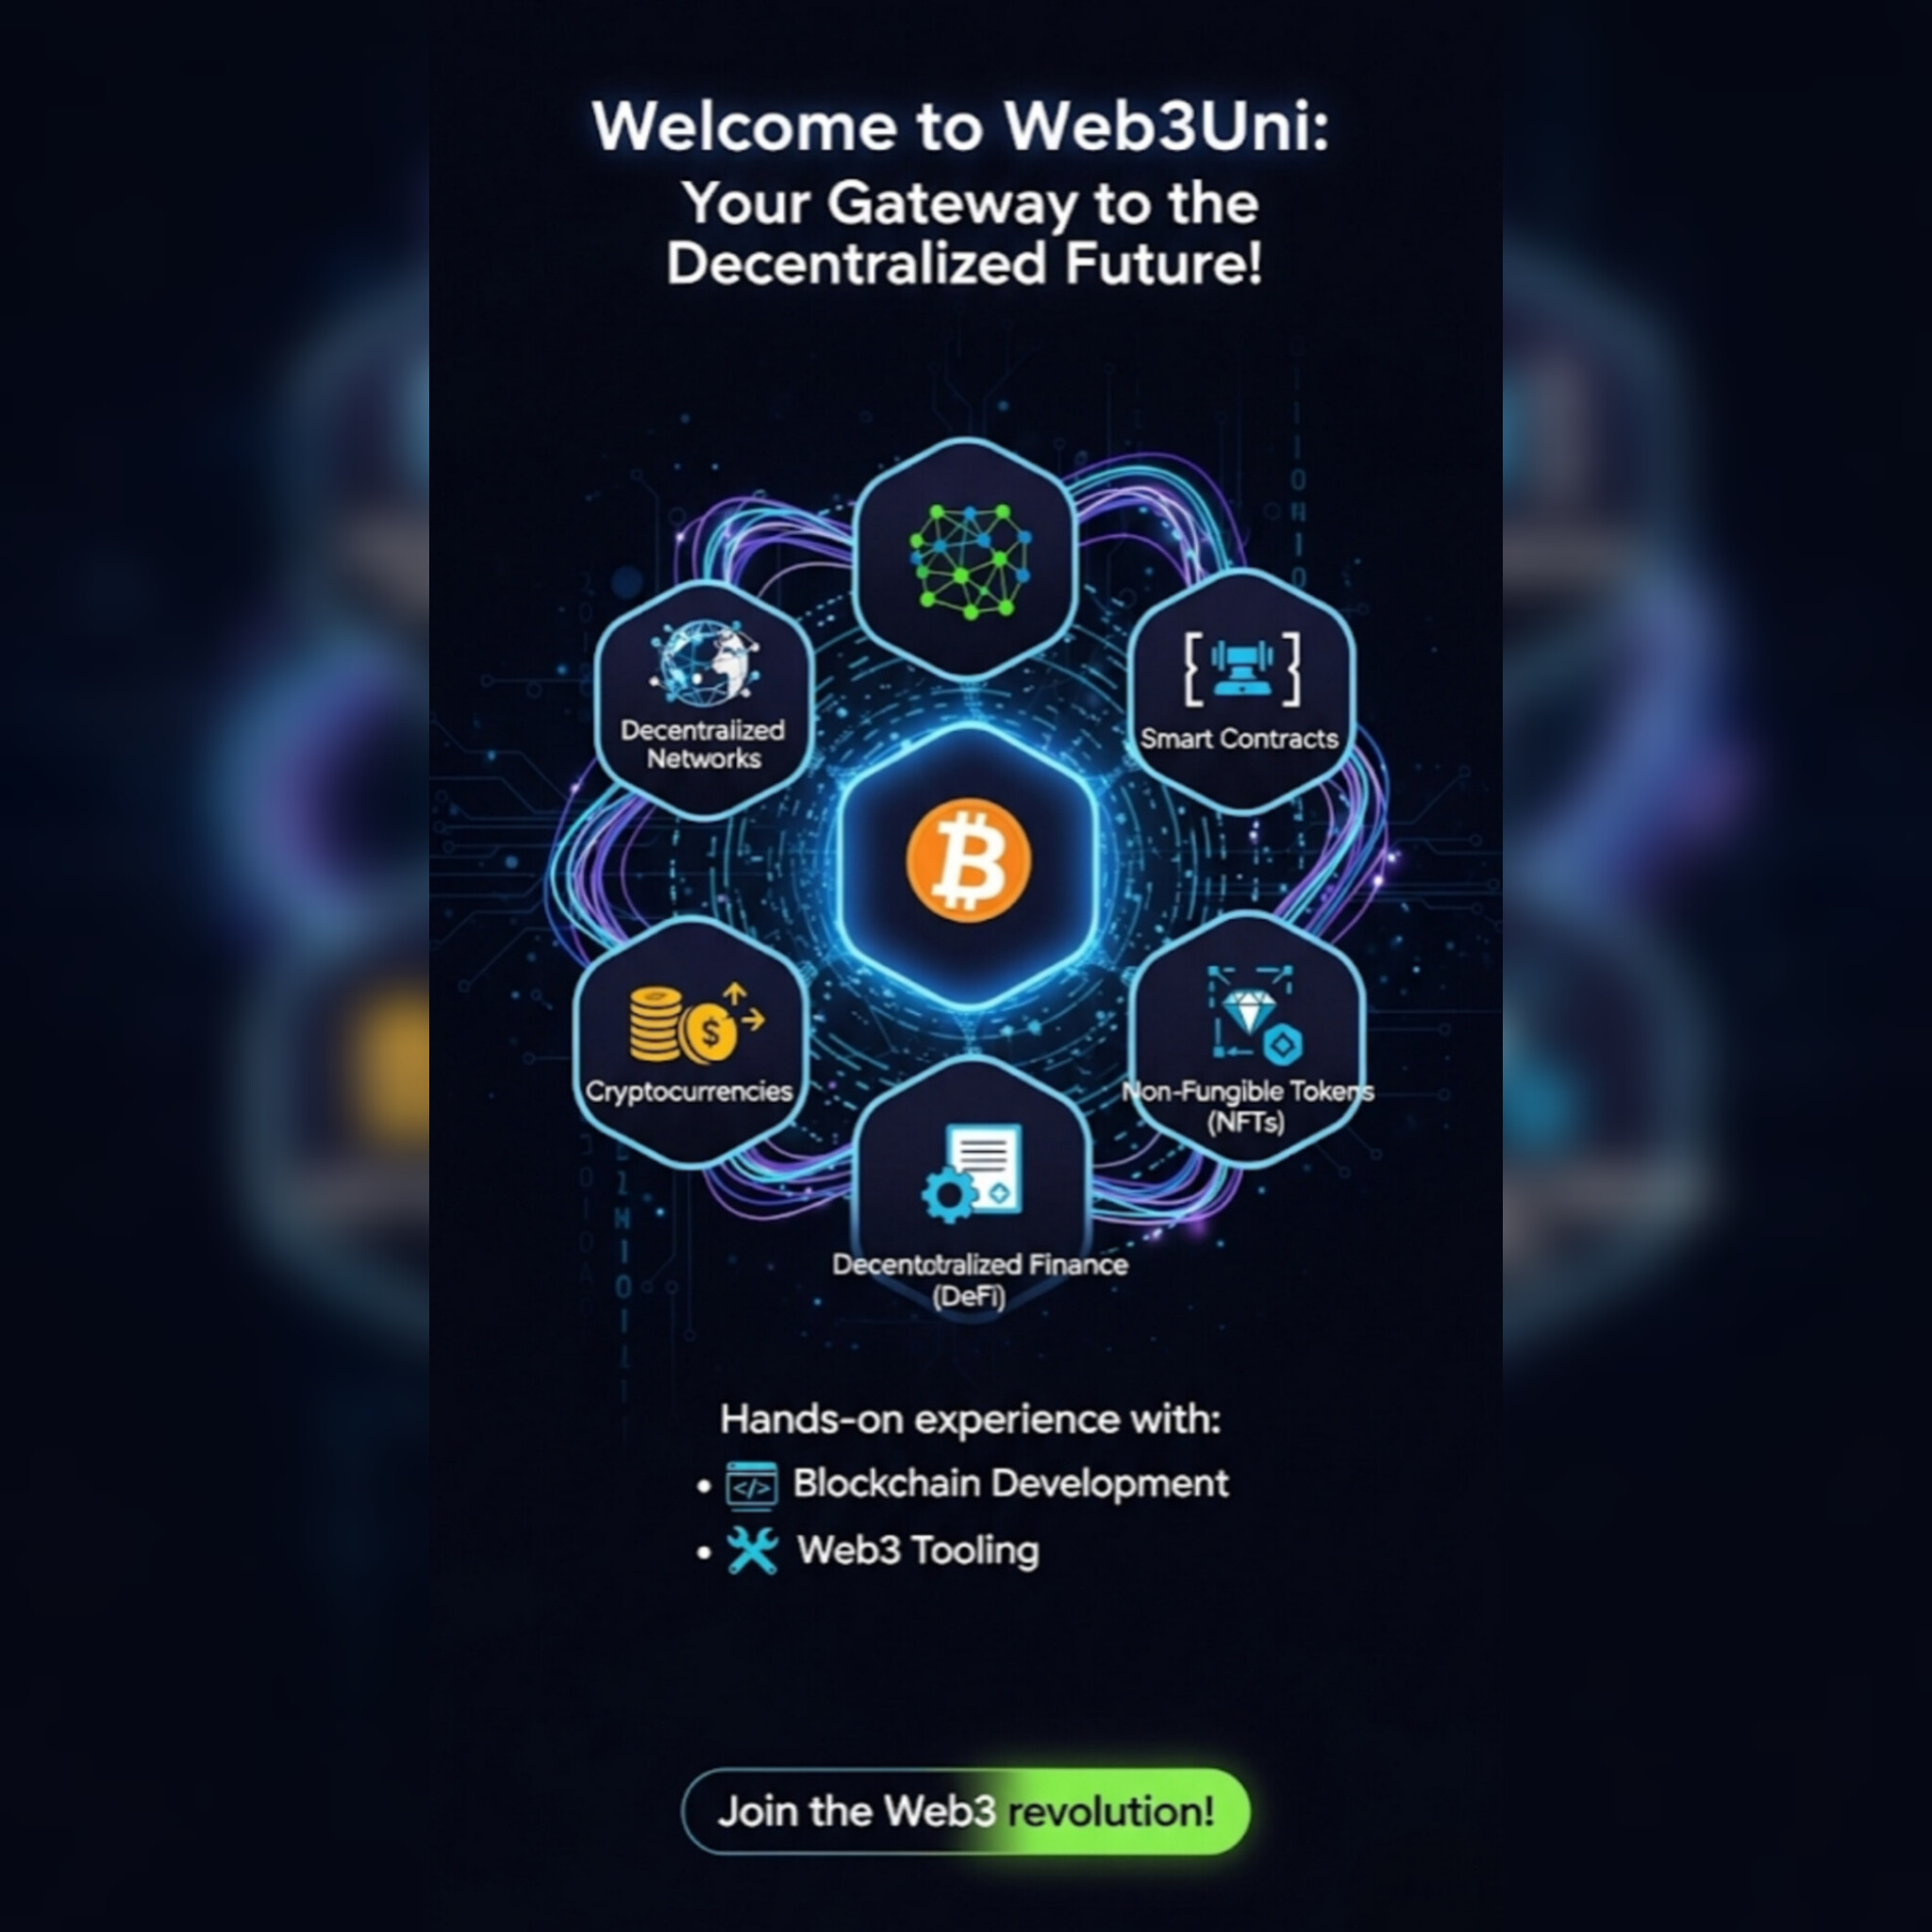 Welcome to Web3Uni:
Your Gateway to the
Decentralized Future!
Decentralized
Networks
Smart Contracts
Cryptocurrencies
Non-Fungible Tokens
(NFTs)
Decentotralized Finance
(DeFi)
Hands-on experience with:
• </> Blockchain Development
• Web3 Tooling
Join the Web3 revolution!